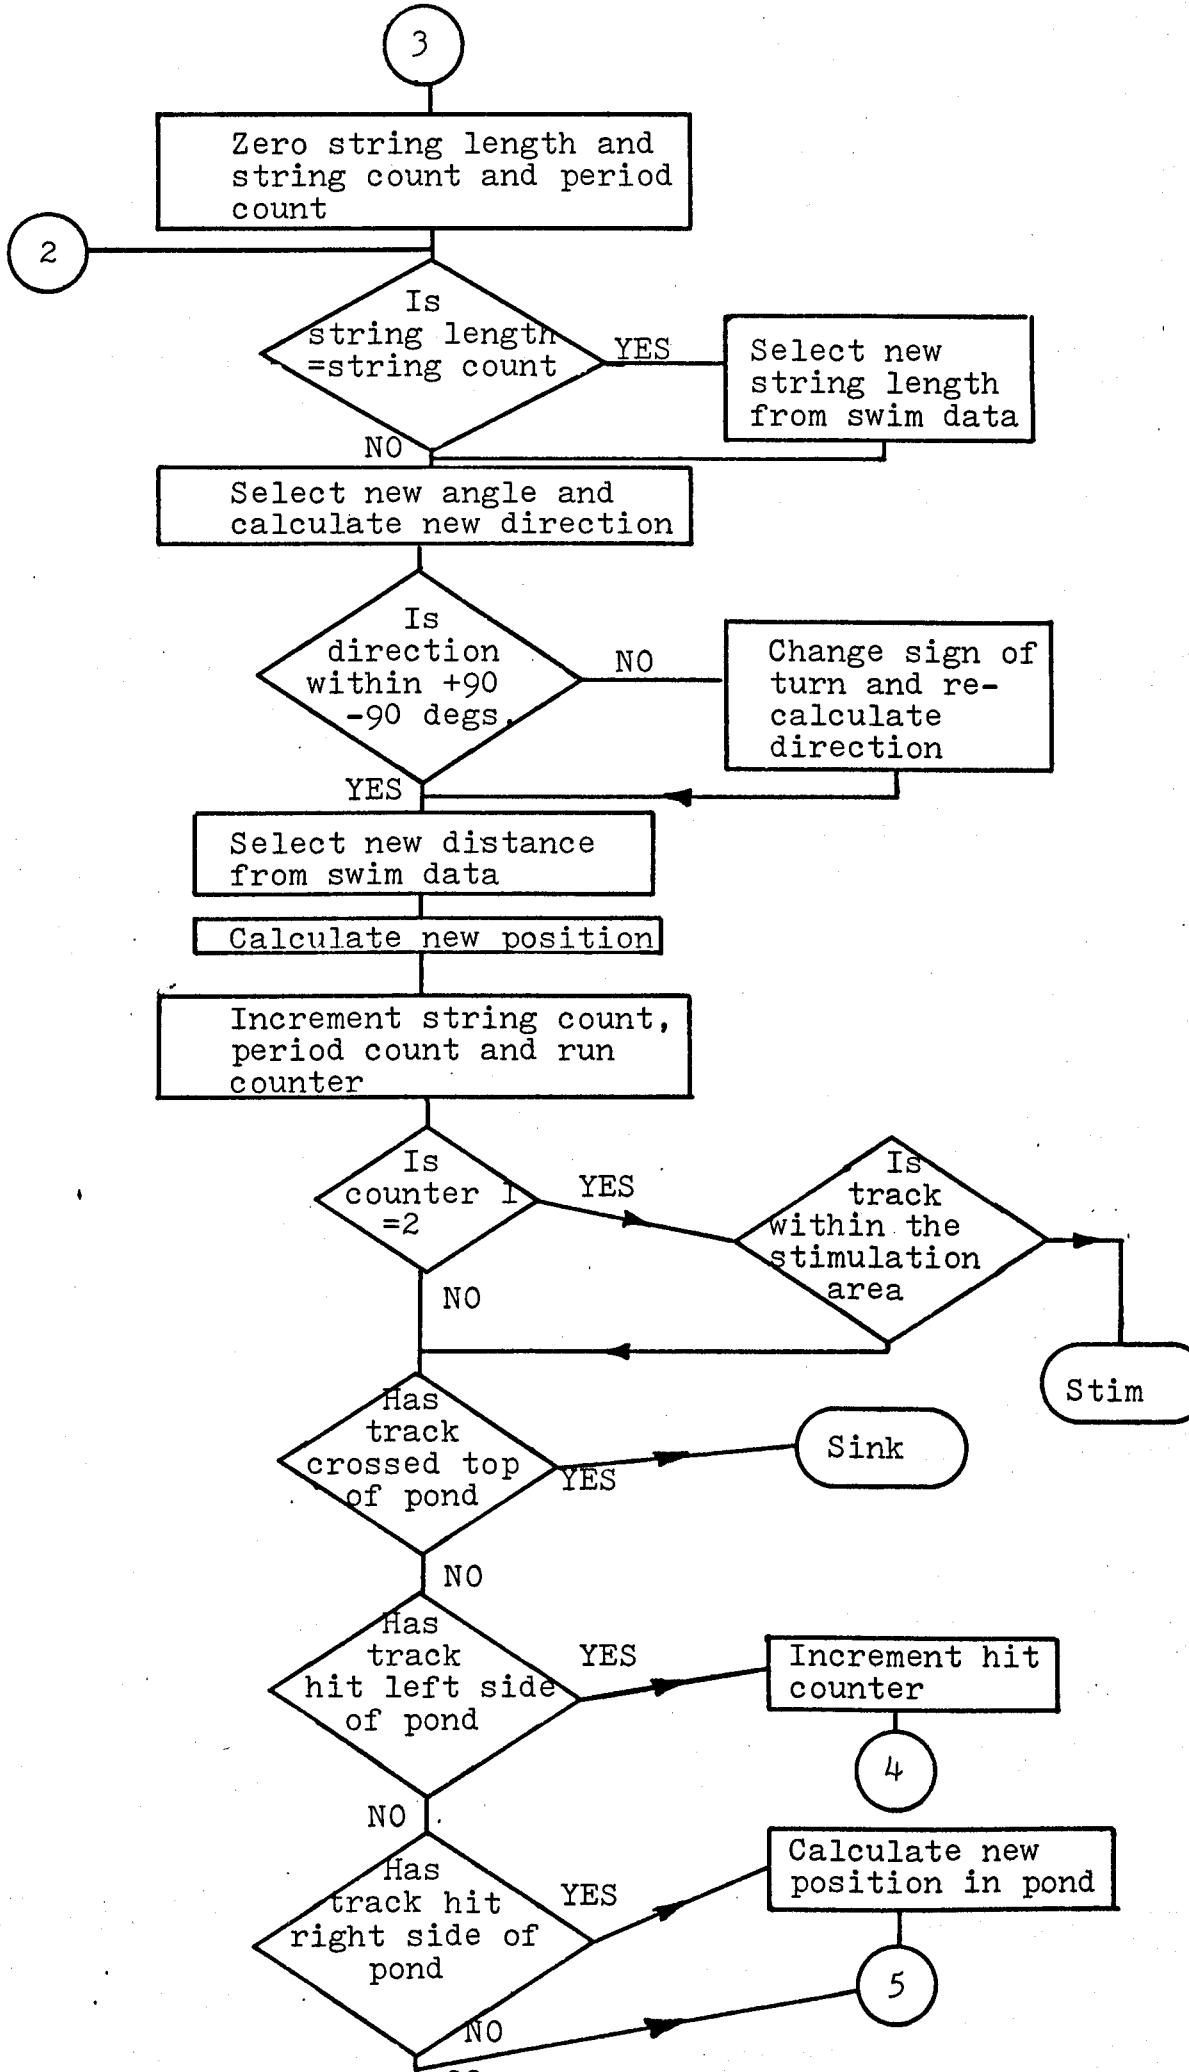 3
Zero string length and
string count and period
count
2
Is
string length
=string count
YES
Select new
string length
from swim data
NO
Select new angle and
calculate new direction
Is
direction
within +90
-90 degs.
NO
Change sign of
turn and re-
calculate
direction
YES
Select new distance
from swim data
Calculate new position
Increment string count,
period count and run
counter
Is
counter 1
=2
YES
Is
track
within the
stimulation
area
NO
Stim
Has
track
crossed top
of pond
YES
Sink
NO
Has
track
hit left side
of pond
YES
Increment hit
counter
4
NO
Has
track hit
right side of
pond
YES
Calculate new
position in pond
5
NO